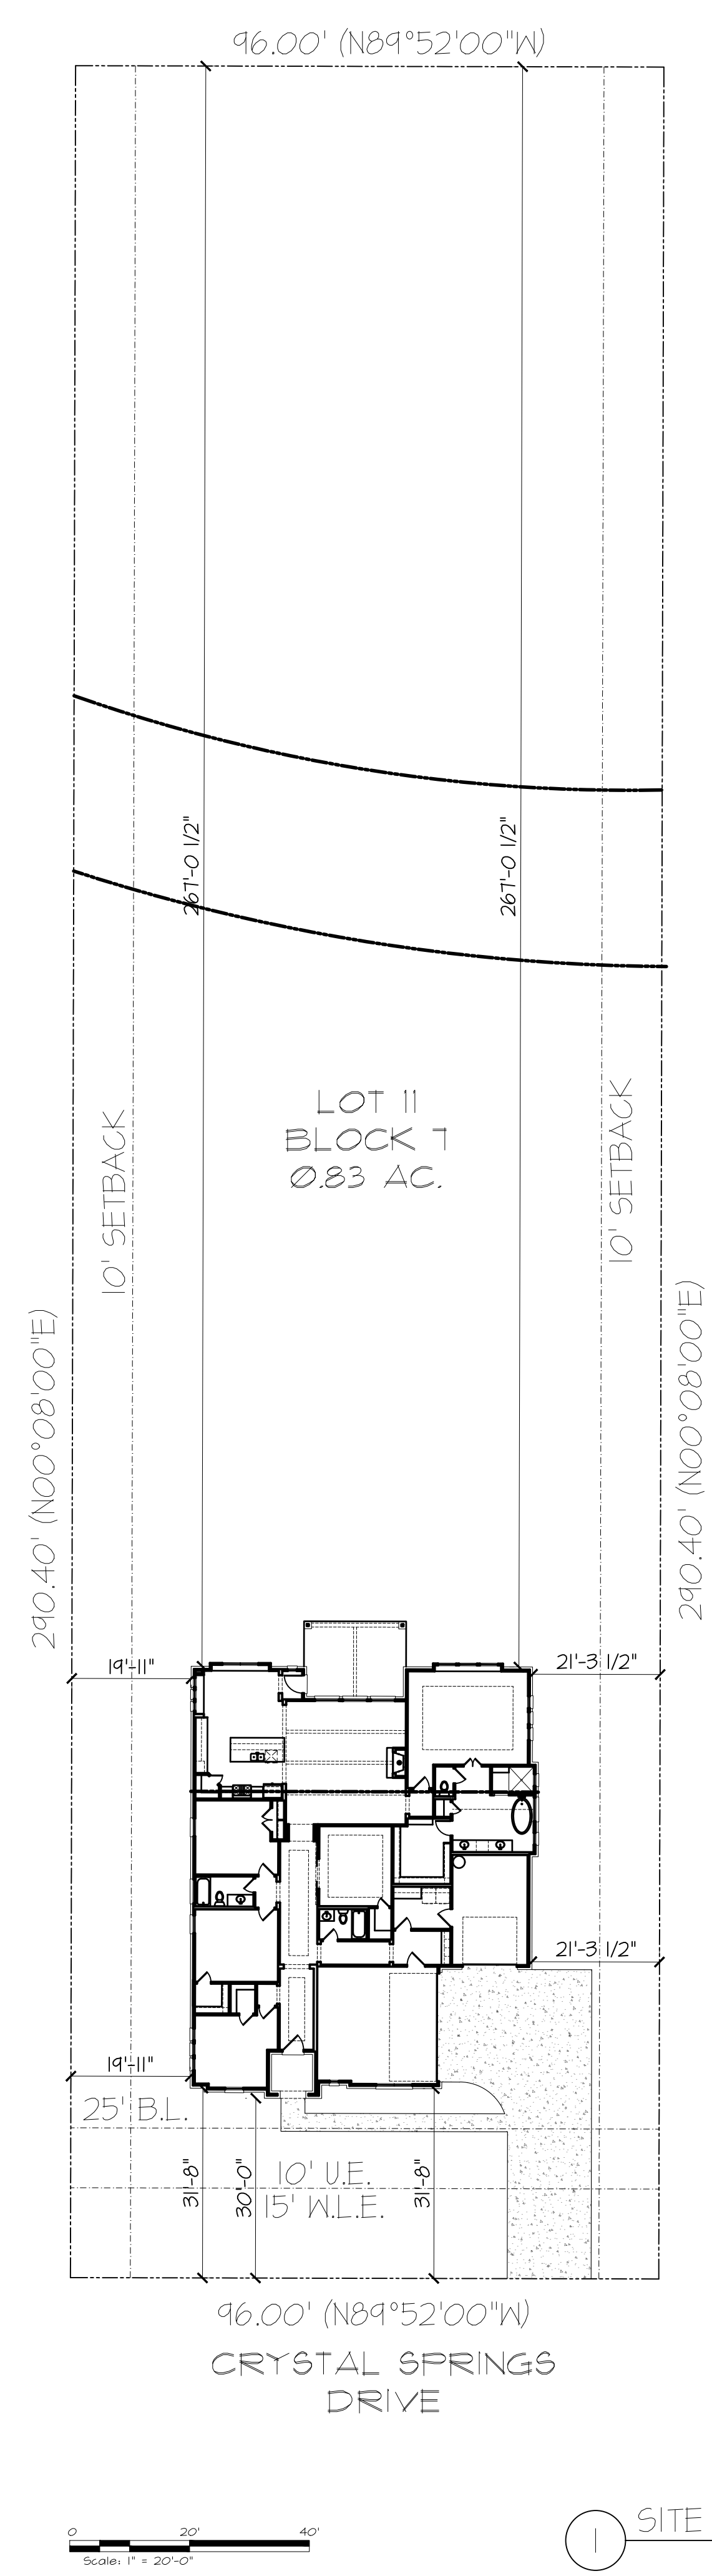 96.00' (N89°52'00"W)
267'-0 1/2"
267'-0 1/2"
LOT 11
BLOCK 7
0.83 AC.
10' SETBACK
10' SETBACK
290.40' (N00°08'00"E)
290.40' (N00°08'00"E)
19'-11"
21'-3 1/2"
21'-3 1/2"
19'-11"
25' B.L.
31'-8"
30'-0"
10' U.E.
15' W.L.E.
31'-8"
96.00' (N89°52'00"W)
CRYSTAL SPRINGS
DRIVE
0 20' 40'
Scale: 1" = 20'-0"
1
SITE